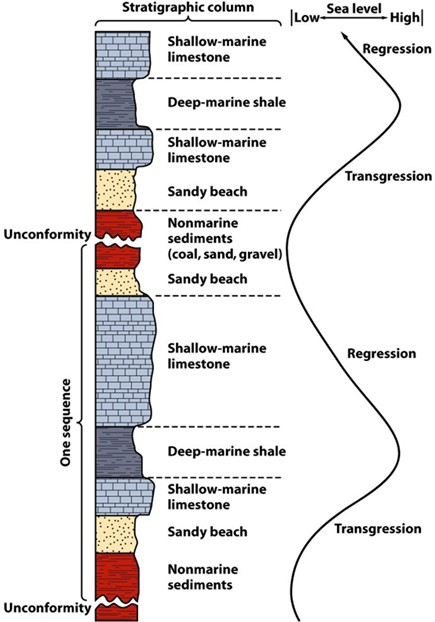 Stratigraphic column
Sea level
Low
High
Shallow-marine
limestone
Regression
Deep-marine shale
Shallow-marine
limestone
Transgression
Sandy beach
Unconformity
Nonmarine
sediments
(coal, sand, gravel)
Sandy beach
Shallow-marine
limestone
Regression
One sequence
Deep-marine shale
Shallow-marine
limestone
Sandy beach
Transgression
Nonmarine
sediments
Unconformity